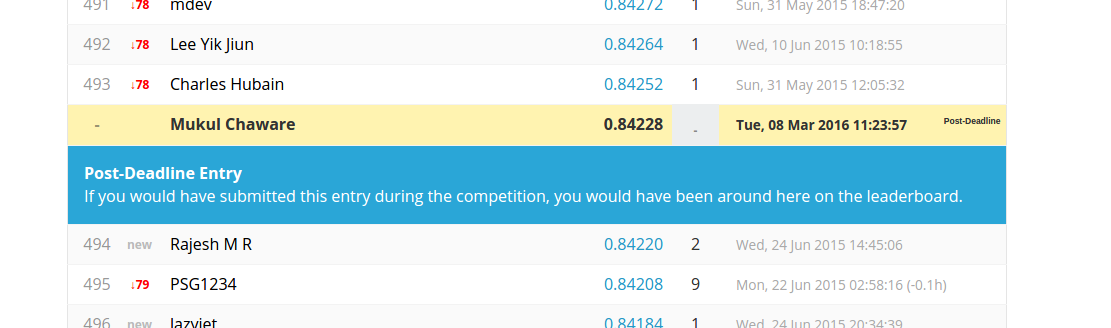 491 ↓78 mdev 0.84272 1 Sun, 31 May 2015 18:47:20
492 ↓78 Lee Yik Jiun 0.84264 1 Wed, 10 Jun 2015 10:18:55
493 ↓78 Charles Hubain 0.84252 1 Sun, 31 May 2015 12:05:32
- Mukul Chaware 0.84228 - Tue, 08 Mar 2016 11:23:57 Post-Deadline
Post-Deadline Entry
If you would have submitted this entry during the competition, you would have been around here on the leaderboard.
494 new Rajesh M R 0.84220 2 Wed, 24 Jun 2015 14:45:06
495 ↓79 PSG1234 0.84208 9 Mon, 22 Jun 2015 02:58:16 (-0.1h)
496 new 0.84184 1 Wed, 24 Jun 2015 20:34:39